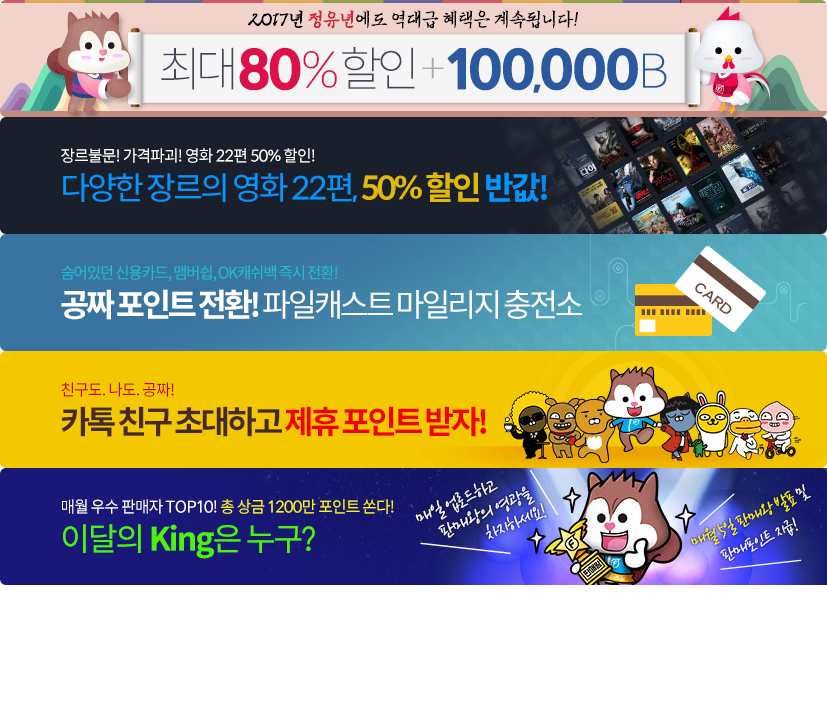 2017년 정유년에도 역대급 혜택은 계속됩니다!
최대80%할인+100,000B
장르불문! 가격파괴! 영화 22편 50% 할인!
다양한 장르의 영화 22편, 50% 할인 반값!
숨어있던 신용카드, 맴버쉽, OK캐쉬백 즉시 전환!
공짜 포인트 전환! 파일캐스트 마일리지 충전소
CARD
친구도. 나도. 공짜!
카톡 친구 초대하고 제휴 포인트 받자!
매월 우수 판매자 TOP10! 총 상금 1200만 포인트 쏜다!
이달의 King은 누구?
매일 업로드하고
판매왕의 영광을
차지하세요!
매월 5일 판매왕 발표 및
판매포인트 지급!